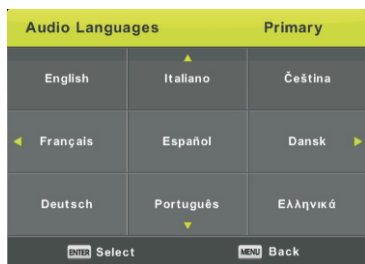 Audio Languages Primary
English Italiano Čeština
Français Español Dansk
Deutsch Português Ελληνικά
ENTER Select MENU Back